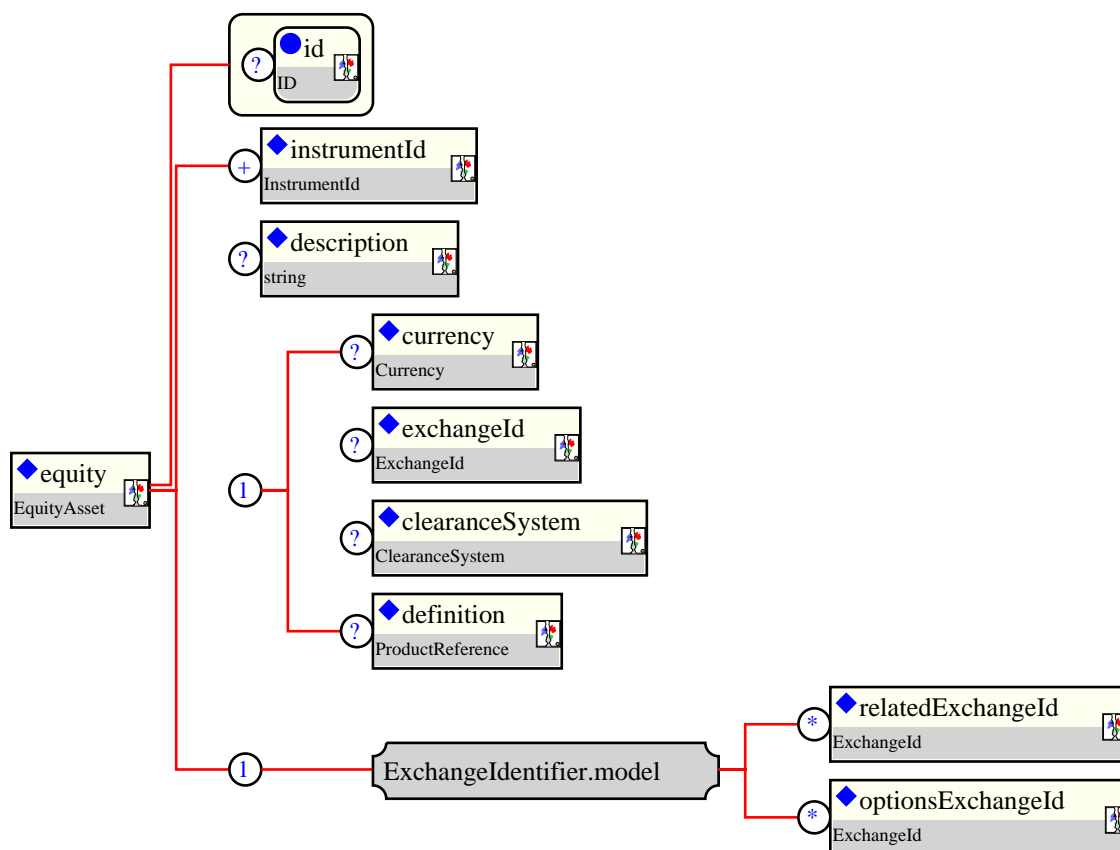 ?
id
ID
+
instrumentId
InstrumentId
?
description
string
?
currency
Currency
?
exchangeId
ExchangeId
equity
EquityAsset
1
?
clearanceSystem
ClearanceSystem
?
definition
ProductReference
*
relatedExchangeId
ExchangeId
1
ExchangeIdentifier.model
*
optionsExchangeId
ExchangeId